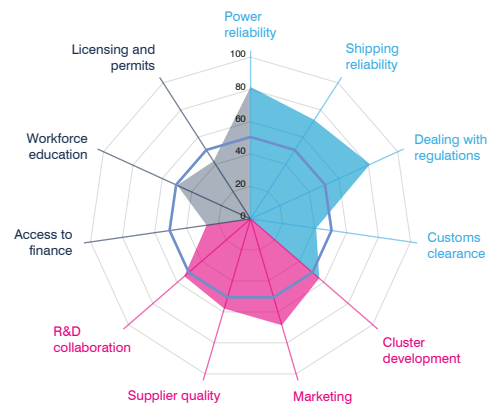 Power
reliability
Licensing and
permits
Shipping
reliability
100
80
60
40
20
0
Workforce
education
Dealing with
regulations
Access to
finance
Customs
clearance
R&D
collaboration
Cluster
development
Supplier quality
Marketing